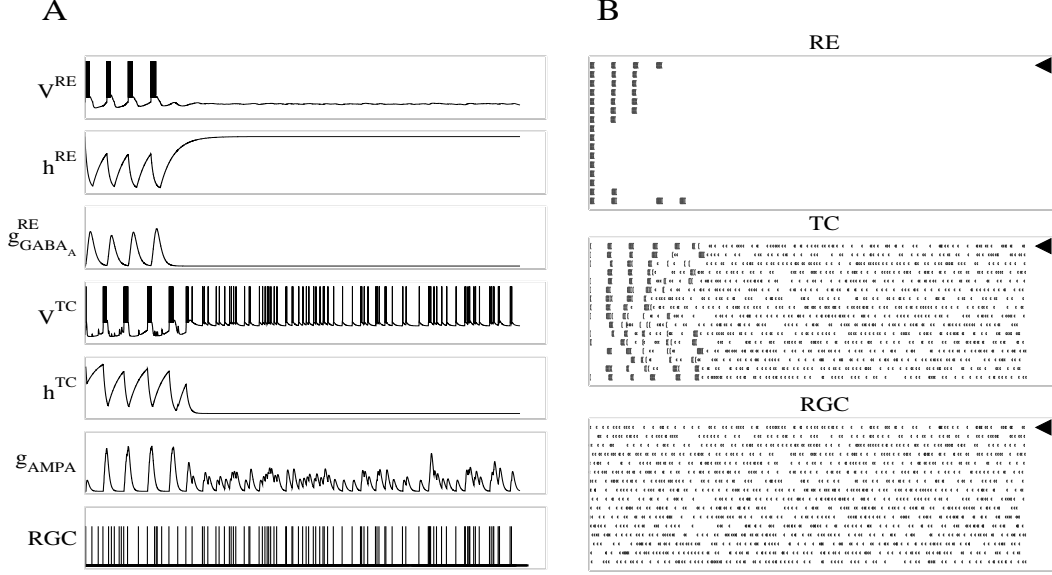 A
V^RE
h^RE
g^RE_GABA_A
V^TC
h^TC
g_AMPA
RGC
B
RE
TC
RGC